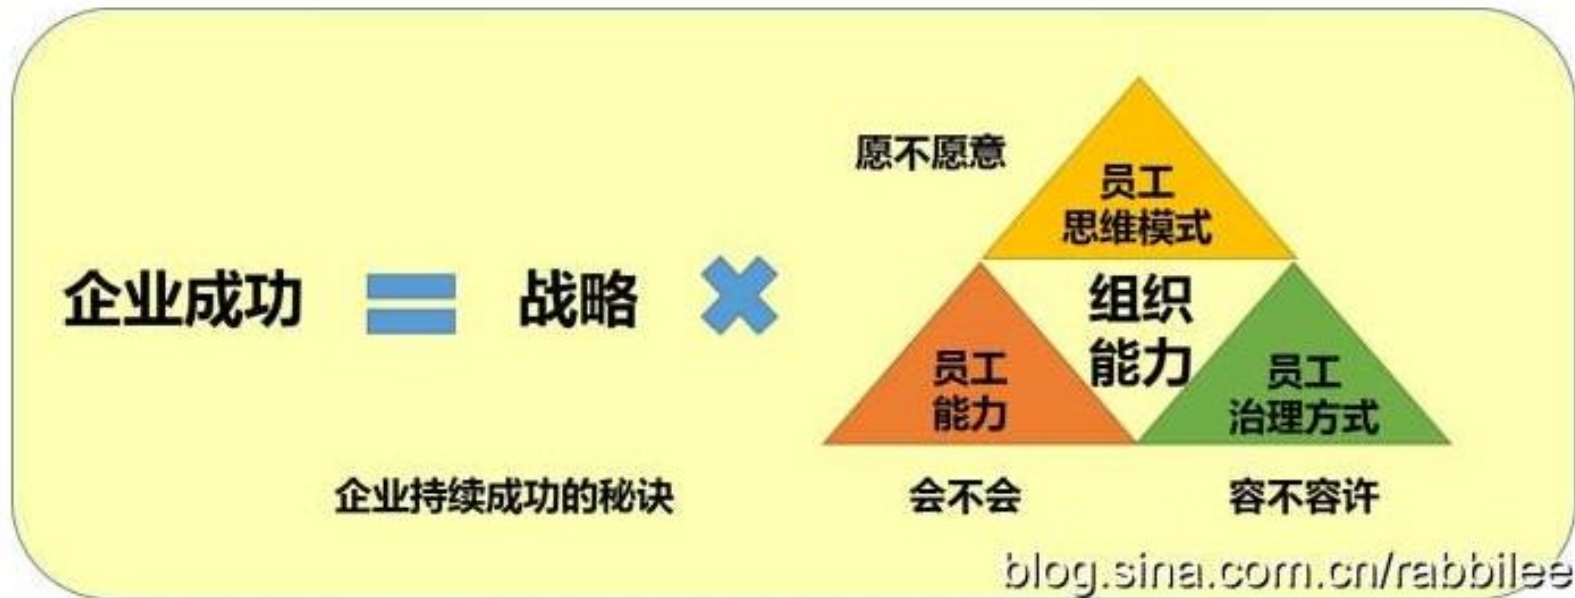 愿不愿意
员工
思维模式
企业成功
战略
组织
能力
员工
能力
员工
治理方式
企业持续成功的秘诀
会不会
容不容许
blog.sina.com.cn/rabbilee